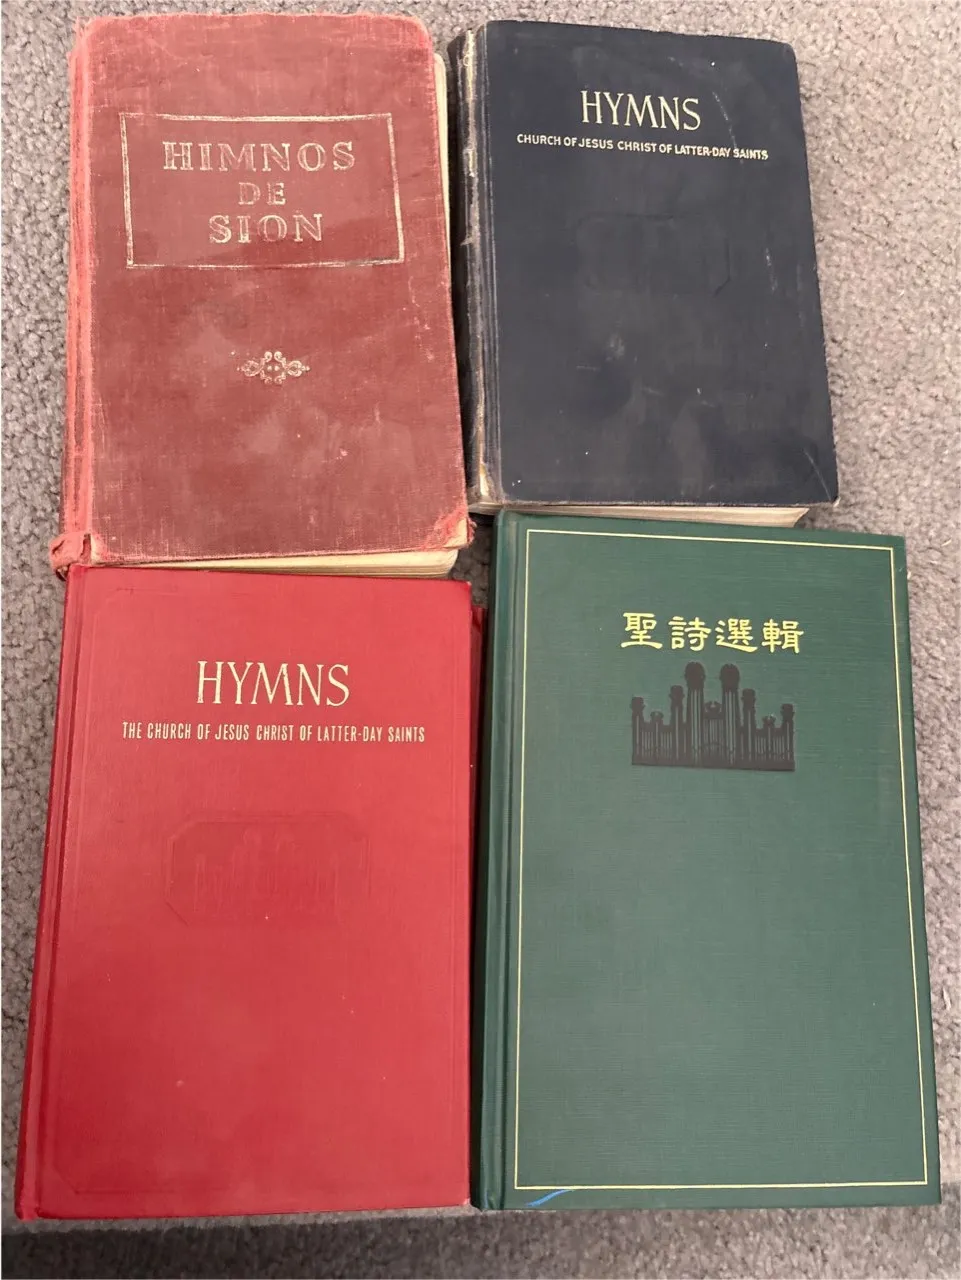 HIMNOS
DE
SION
HYMNS
CHURCH OF JESUS CHRIST OF LATTER-DAY SAINTS
HYMNS
THE CHURCH OF JESUS CHRIST OF LATTER-DAY SAINTS
聖詩選輯